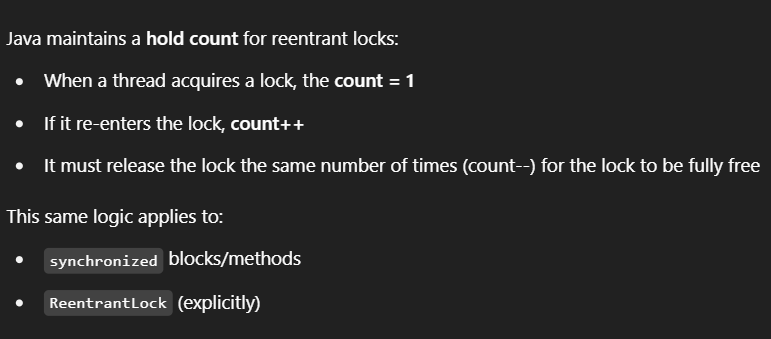 Java maintains a hold count for reentrant locks:
• When a thread acquires a lock, the count = 1
• If it re-enters the lock, count++
• It must release the lock the same number of times (count--) for the lock to be fully free
This same logic applies to:
• synchronized blocks/methods
• ReentrantLock (explicitly)